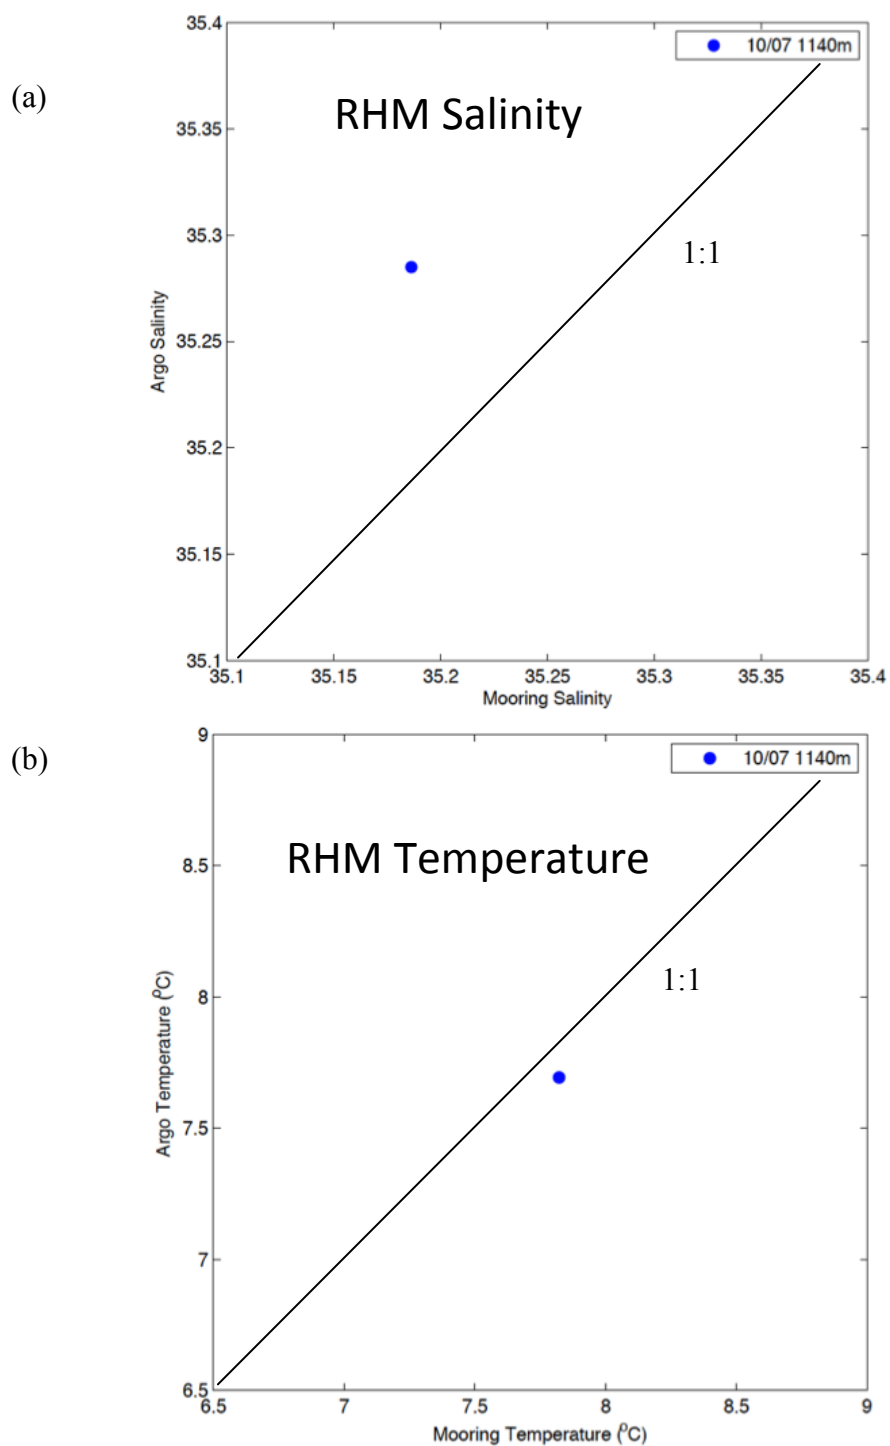 (a)
35.4
35.35
35.3
35.25
35.2
35.15
35.1
Argo Salinity
RHM Salinity
10/07 1140m
1:1
35.1 35.15 35.2 35.25 35.3 35.35 35.4
Mooring Salinity
(b)
9
8.5
8
7.5
7
6.5
Argo Temperature (⁰C)
RHM Temperature
10/07 1140m
1:1
6.5 7 7.5 8 8.5 9
Mooring Temperature (⁰C)